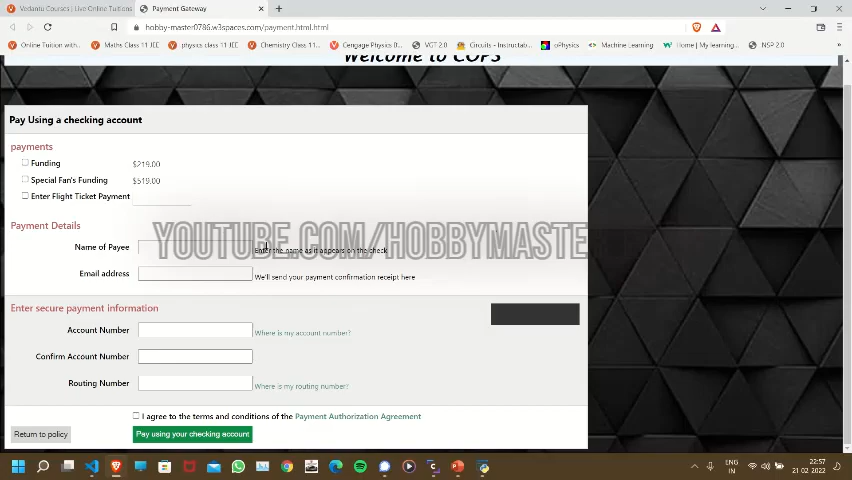 Vedantu Courses | Live Online Tuitions
Payment Gateway
hobby-master0786.w3spaces.com/payment.html.html
Online Tuition with...
Maths Class 11 JEE
physics class 11 JEE
Chemistry Class 11...
Cengage Physics B...
VGT 2.0
Circuits - Instructab...
oPhysics
Machine Learning
Home | My learning...
NSP 2.0
Welcome to COPS
Pay Using a checking account
payments
Funding $219.00
Special Fan's Funding $519.00
Enter Flight Ticket Payment
Payment Details
YOUTUBE.COM/HOBBYMASTE
Name of Payee Enter the name as it appears on the check
Email address We'll send your payment confirmation receipt here
Enter secure payment information
Account Number Where is my account number?
Confirm Account Number
Routing Number Where is my routing number?
I agree to the terms and conditions of the Payment Authorization Agreement
Return to policy Pay using your checking account
ENG
IN
22:57
21-02-2022